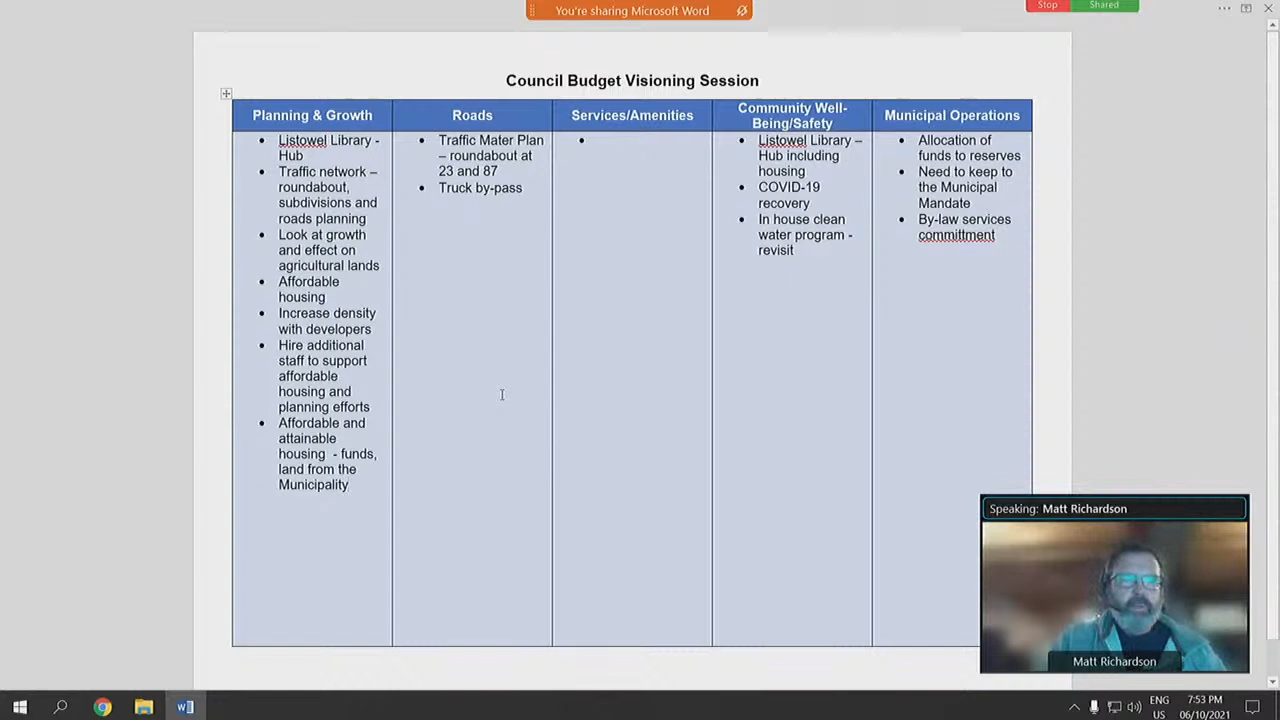 You're sharing Microsoft Word
Stop
Shared
Council Budget Visioning Session
Planning & Growth
Roads
Services/Amenities
Community Well-
Being/Safety
Municipal Operations
• Listowel Library -
Hub
• Traffic network –
roundabout,
subdivisions and
roads planning
• Look at growth
and effect on
agricultural lands
• Affordable
housing
• Increase density
with developers
• Hire additional
staff to support
affordable
housing and
planning efforts
• Affordable and
attainable
housing - funds,
land from the
Municipality
• Traffic Mater Plan
– roundabout at
23 and 87
• Truck by-pass
•
• Listowel Library –
Hub including
housing
• COVID-19
recovery
• In house clean
water program -
revisit
• Allocation of
funds to reserves
• Need to keep to
the Municipal
Mandate
• By-law services
committment
Speaking: Matt Richardson
Matt Richardson
ENG
US
7:53 PM
06/10/2021